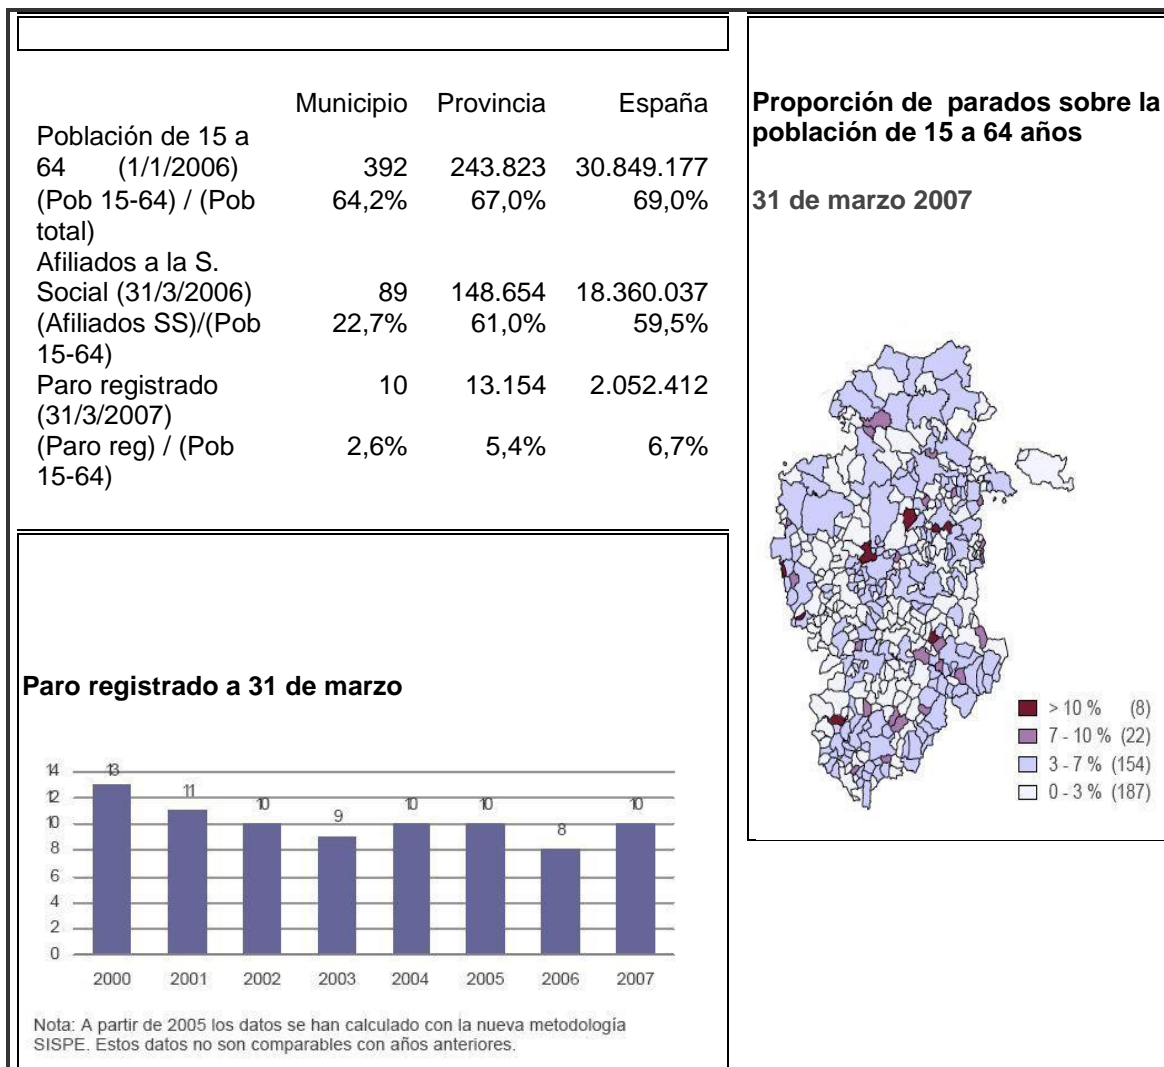 Municipio Provincia España
Población de 15 a
64 (1/1/2006) 392 243.823 30.849.177
(Pob 15-64) / (Pob 64,2% 67,0% 69,0%
total)
Afiliados a la S.
Social (31/3/2006) 89 148.654 18.360.037
(Afiliados SS)/(Pob 22,7% 61,0% 59,5%
15-64)
Paro registrado 10 13.154 2.052.412
(31/3/2007)
(Paro reg) / (Pob 2,6% 5,4% 6,7%
15-64)
Proporción de parados sobre la
población de 15 a 64 años
31 de marzo 2007
> 10 % (8)
7 - 10 % (22)
3 - 7 % (154)
0 - 3 % (187)
Paro registrado a 31 de marzo
14
12
10
8
6
4
2
0
13 11 10 9 10 10 8 10
2000 2001 2002 2003 2004 2005 2006 2007
Nota: A partir de 2005 los datos se han calculado con la nueva metodología
SISPE. Estos datos no son comparables con años anteriores.